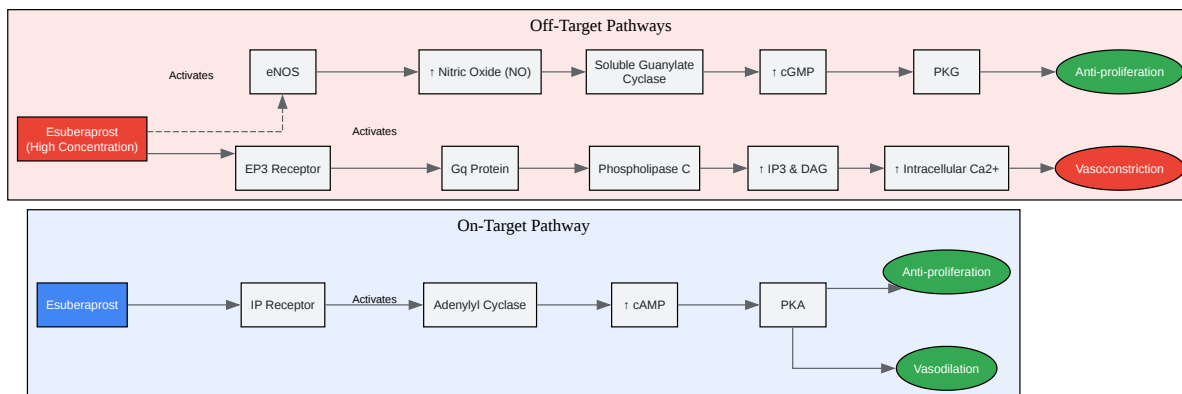 Off-Target Pathways
Activates
eNOS
↑ Nitric Oxide (NO)
Soluble Guanylate
Cyclase
↑ cGMP
PKG
Anti-proliferation
Esuberaprost
(High Concentration)
Activates
EP3 Receptor
Gq Protein
Phospholipase C
↑ IP3 & DAG
↑ Intracellular Ca2+
Vasoconstriction
On-Target Pathway
Esuberaprost
IP Receptor
Activates
Adenylyl Cyclase
↑ cAMP
PKA
Anti-proliferation
Vasodilation